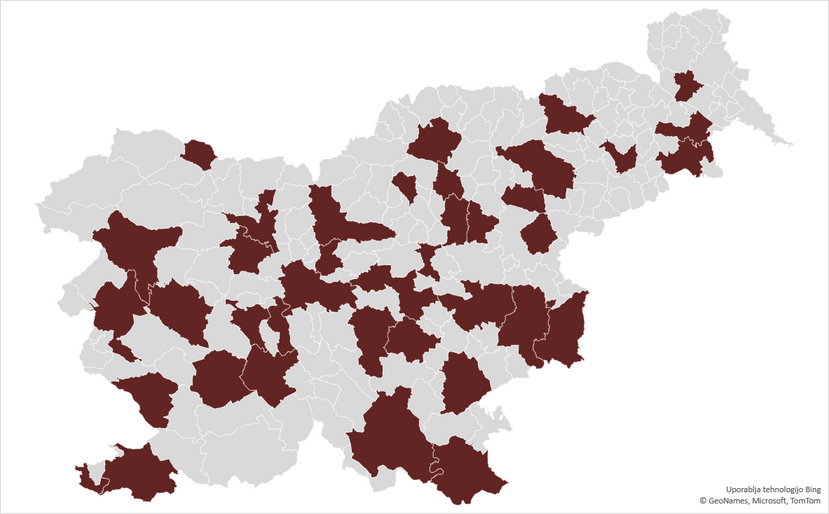 Uporablja tehnologijo Bing
© GeoNames, Microsoft, TomTom